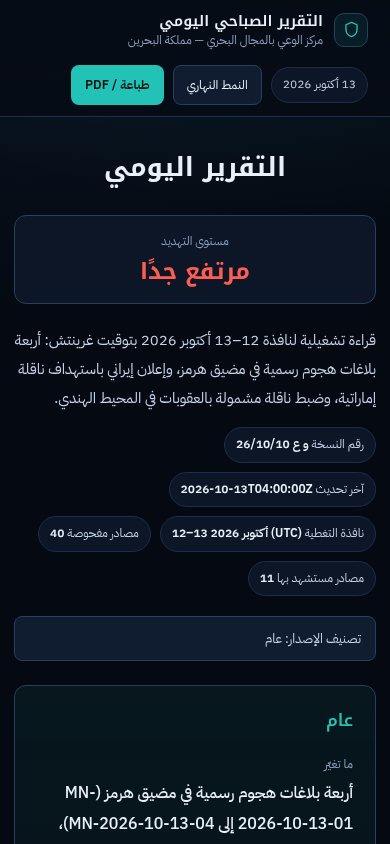 التقرير الصباحي اليومي
مركز الوعي بالمجال البحري — مملكة البحرين
13 أكتوبر 2026
النمط النهاري
طباعة / PDF
التقرير اليومي
مستوى التهديد
مرتفع جدًا
قراءة تشغيلية لنافذة 12–13 أكتوبر 2026 بتوقيت غرينتش: أربعة
بلاغات هجوم رسمية في مضيق هرمز، وإعلان إيراني باستهداف ناقلة
إماراتية، وضبط ناقلة مشمولة بالعقوبات في المحيط الهندي.
رقم النسخة و ع 26/10/10
آخر تحديث 2026-10-13T04:00:00Z
نافذة التغطية (UTC) أكتوبر 2026 13–12
مصادر مفحوصة 40
مصادر مستشهد بها 11
تصنيف الإصدار: عام
عام
ما تغيّر
أربعة بلاغات هجوم رسمية في مضيق هرمز (MN-
2026-10-13-01 إلى MN-2026-10-13-04)،